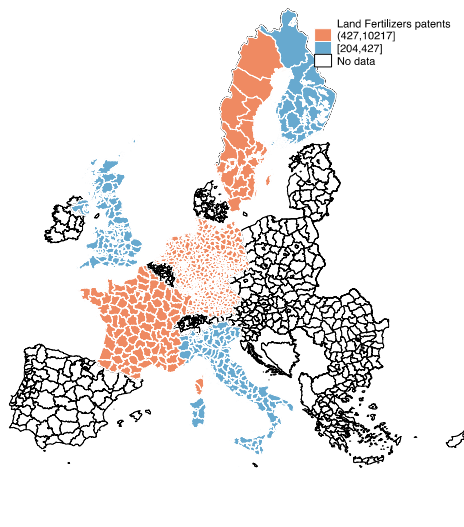 Land Fertilizers patents
(427,10217]
[204,427]
No data